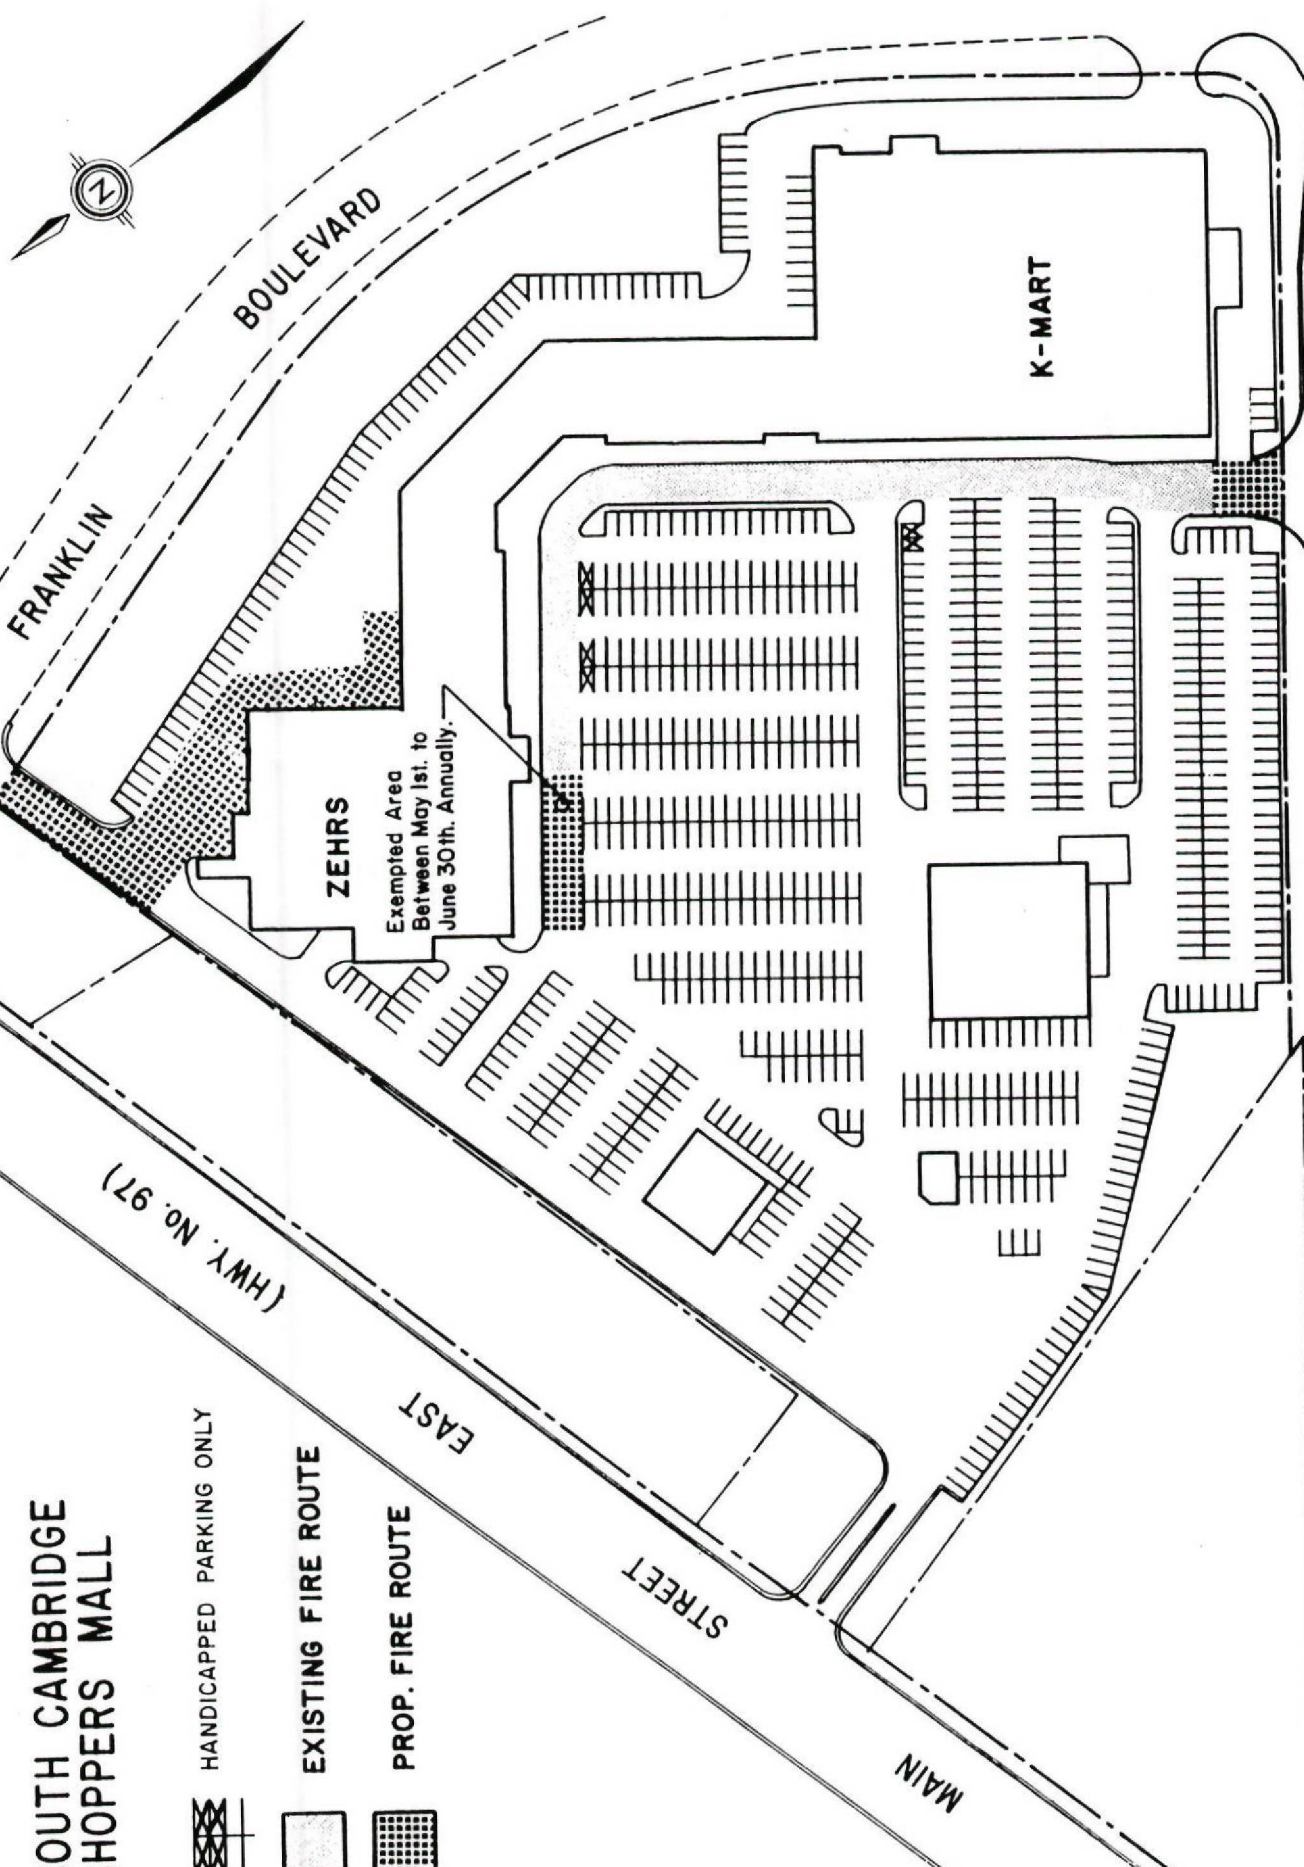 OUTH CAMBRIDGE
HOPPERS MALL
HANDICAPPED PARKING ONLY
EXISTING FIRE ROUTE
PROP. FIRE ROUTE
N
FRANKLIN
BOULEVARD
ZEHRS
Exempted Area
Between May 1st. to
June 30th. Annually.
K-MART
MAIN
STREET
EAST
(HWY. No. 97)